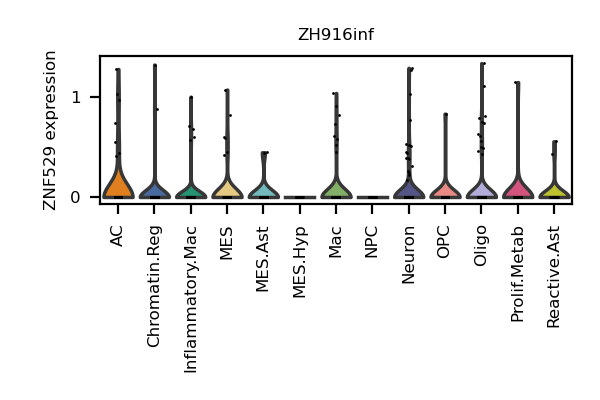 ZH916inf
ZNF529 expression
1
0
AC
Chromatin.Reg
Inflammatory.Mac
MES
MES.Ast
MES.Hyp
Mac
NPC
Neuron
OPC
Oligo
Prolif.Metab
Reactive.Ast